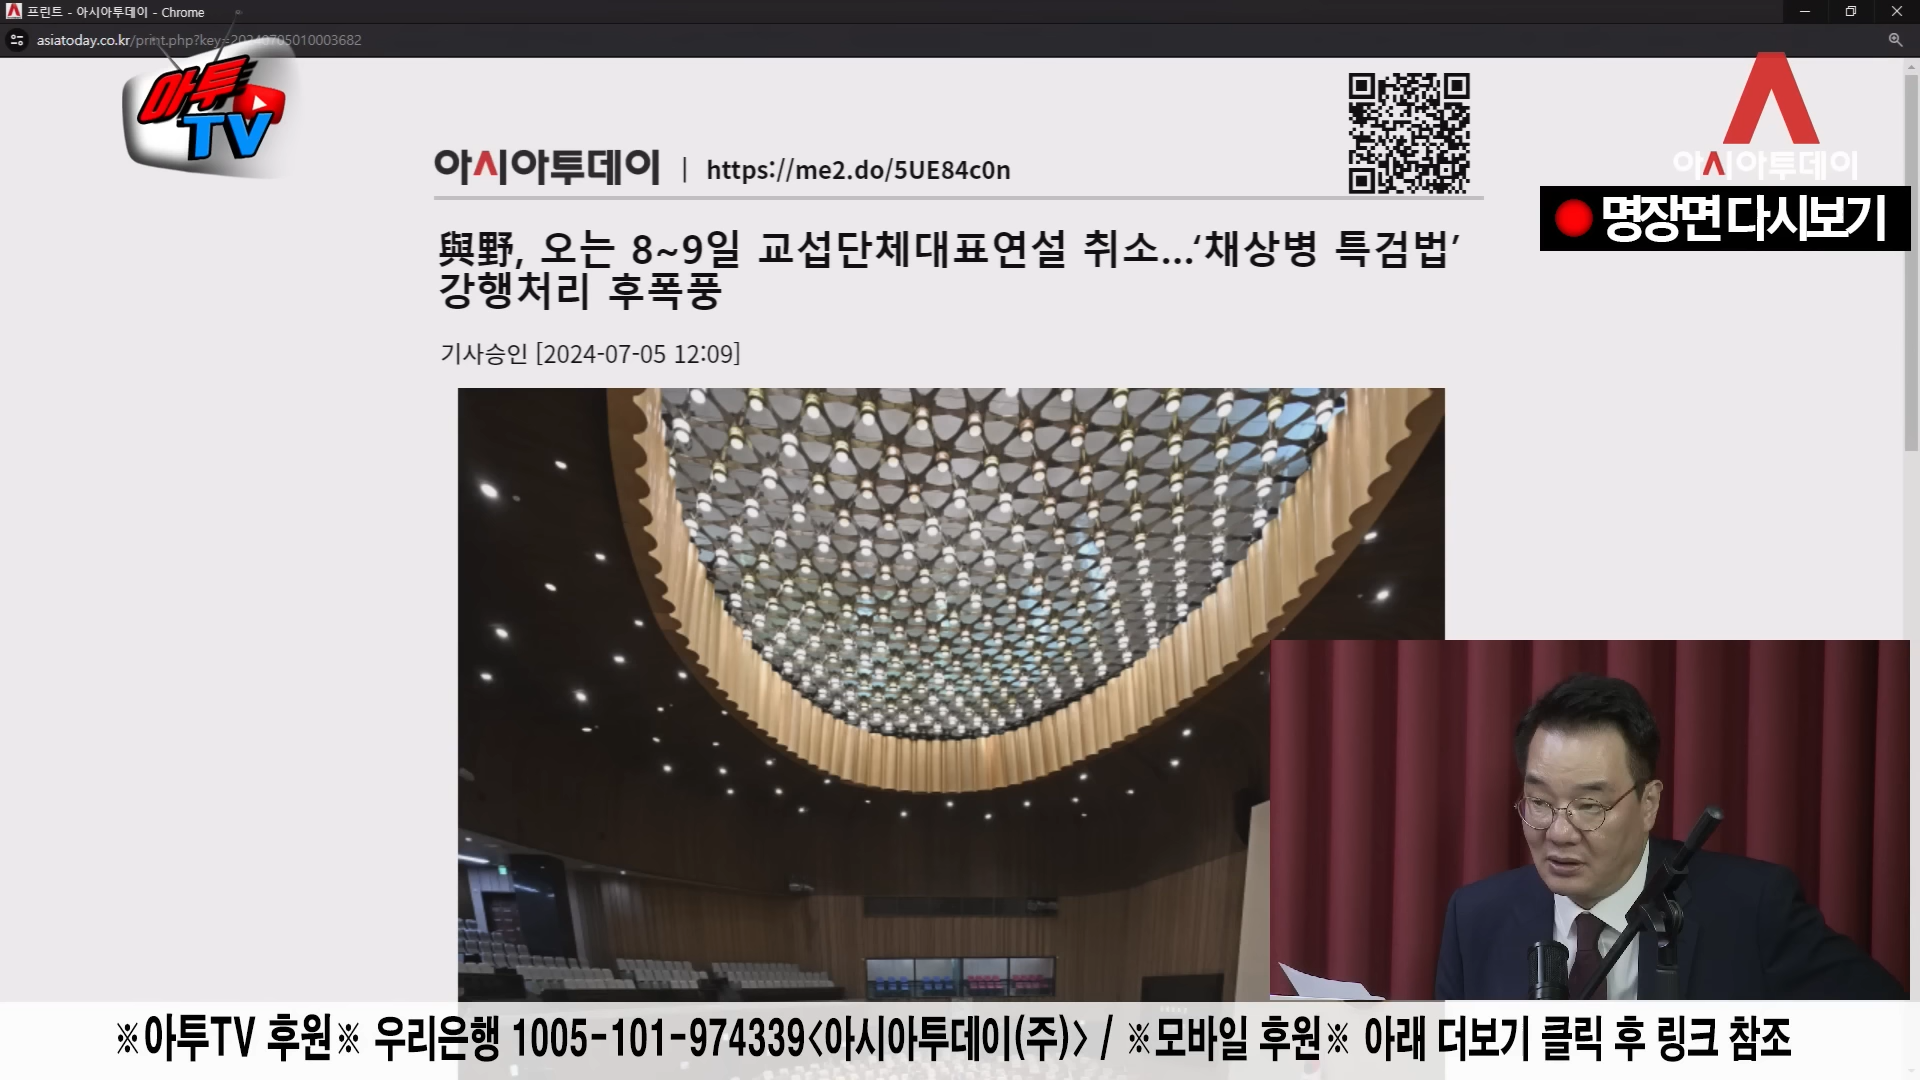 프린트 - 아시아투데이 - Chrome
asiatoday.co.kr/print.php?key=20240705010003682
아투
TV
아시아투데이 | https://me2.do/5UE84c0n
아시아투데이
명장면 다시보기
與野, 오는 8~9일 교섭단체대표연설 취소...‘채상병 특검법’
강행처리 후폭풍
기사승인 [2024-07-05 12:09]
※아투TV 후원※ 우리은행 1005-101-974339<아시아투데이(주)> / ※모바일 후원※ 아래 더보기 클릭 후 링크 참조